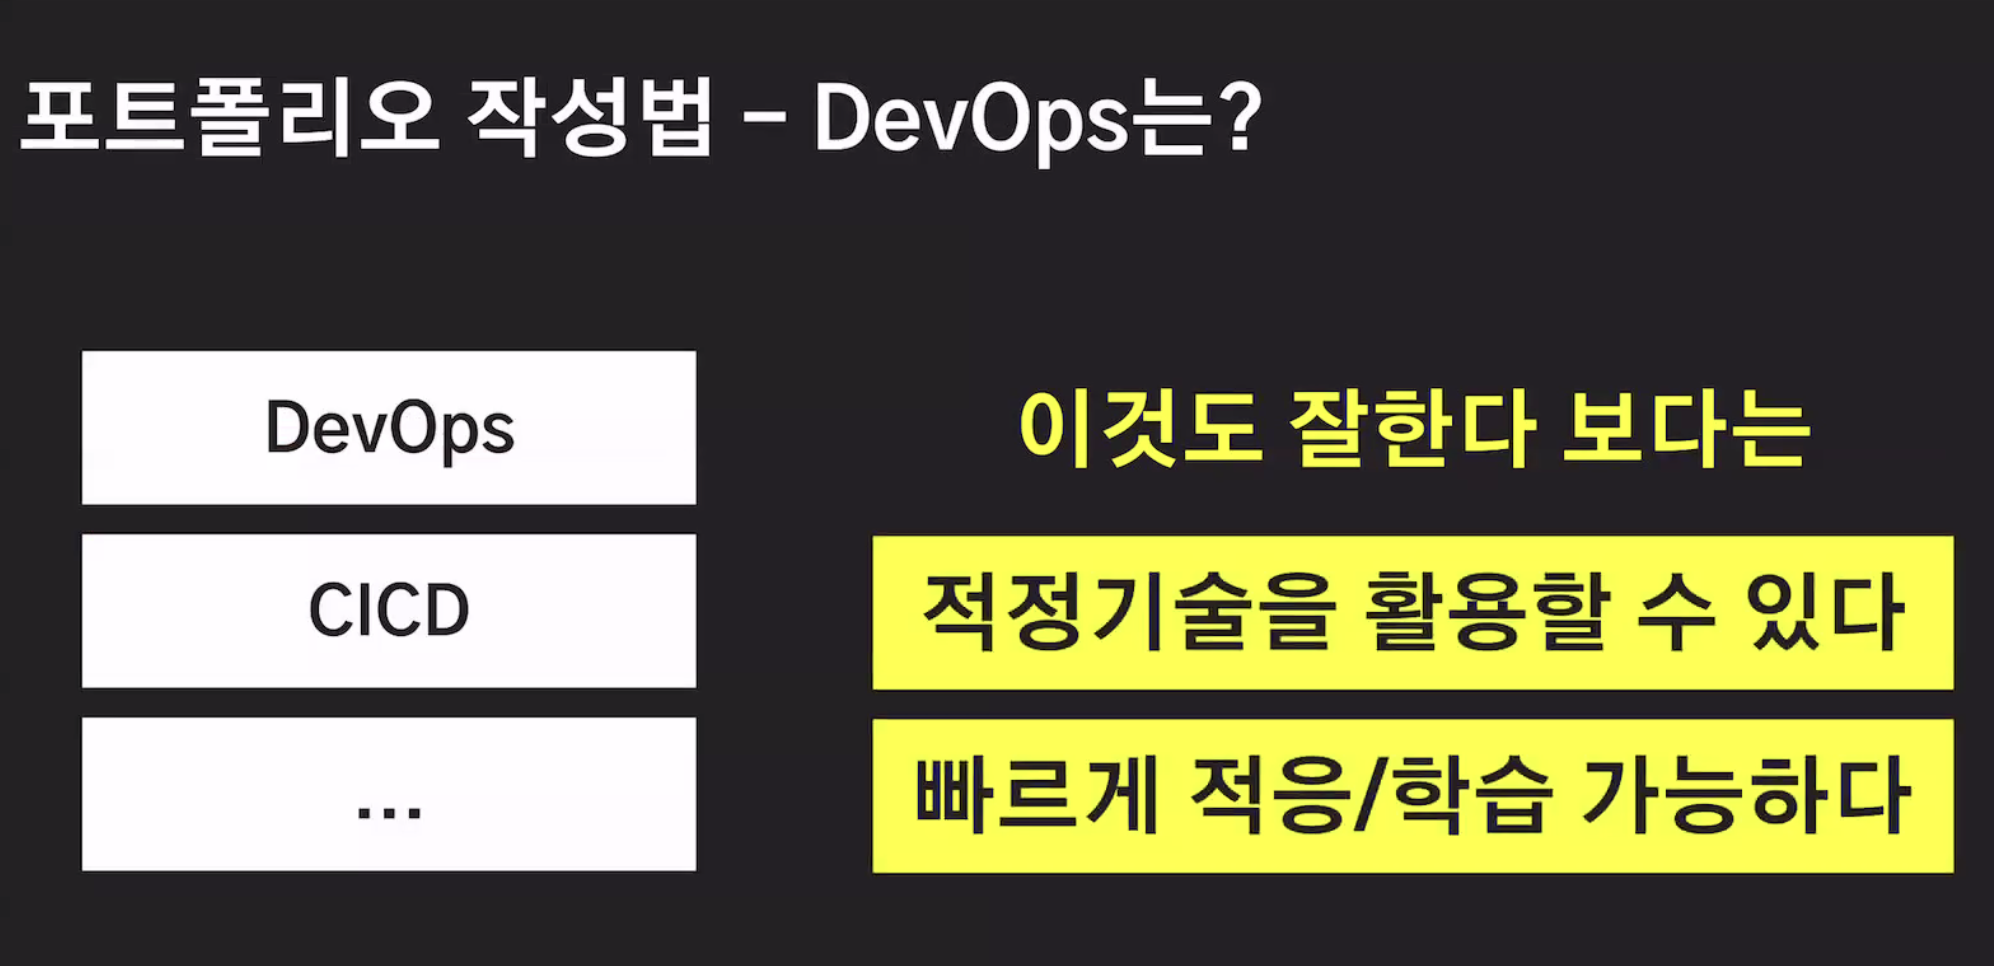 포트폴리오 작성법 - DevOps는?
DevOps
CICD
...
이것도 잘한다 보다는
적정기술을 활용할 수 있다
빠르게 적응/학습 가능하다